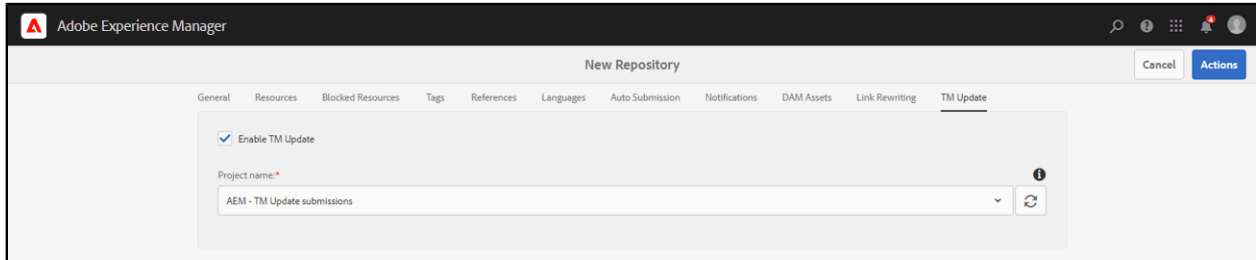 Adobe Experience Manager
4
New Repository
Cancel
Actions
General Resources Blocked Resources Tags References Languages Auto Submission Notifications DAM Assets Link Rewriting TM Update
Enable TM Update
Project name:*
AEM - TM Update submissions